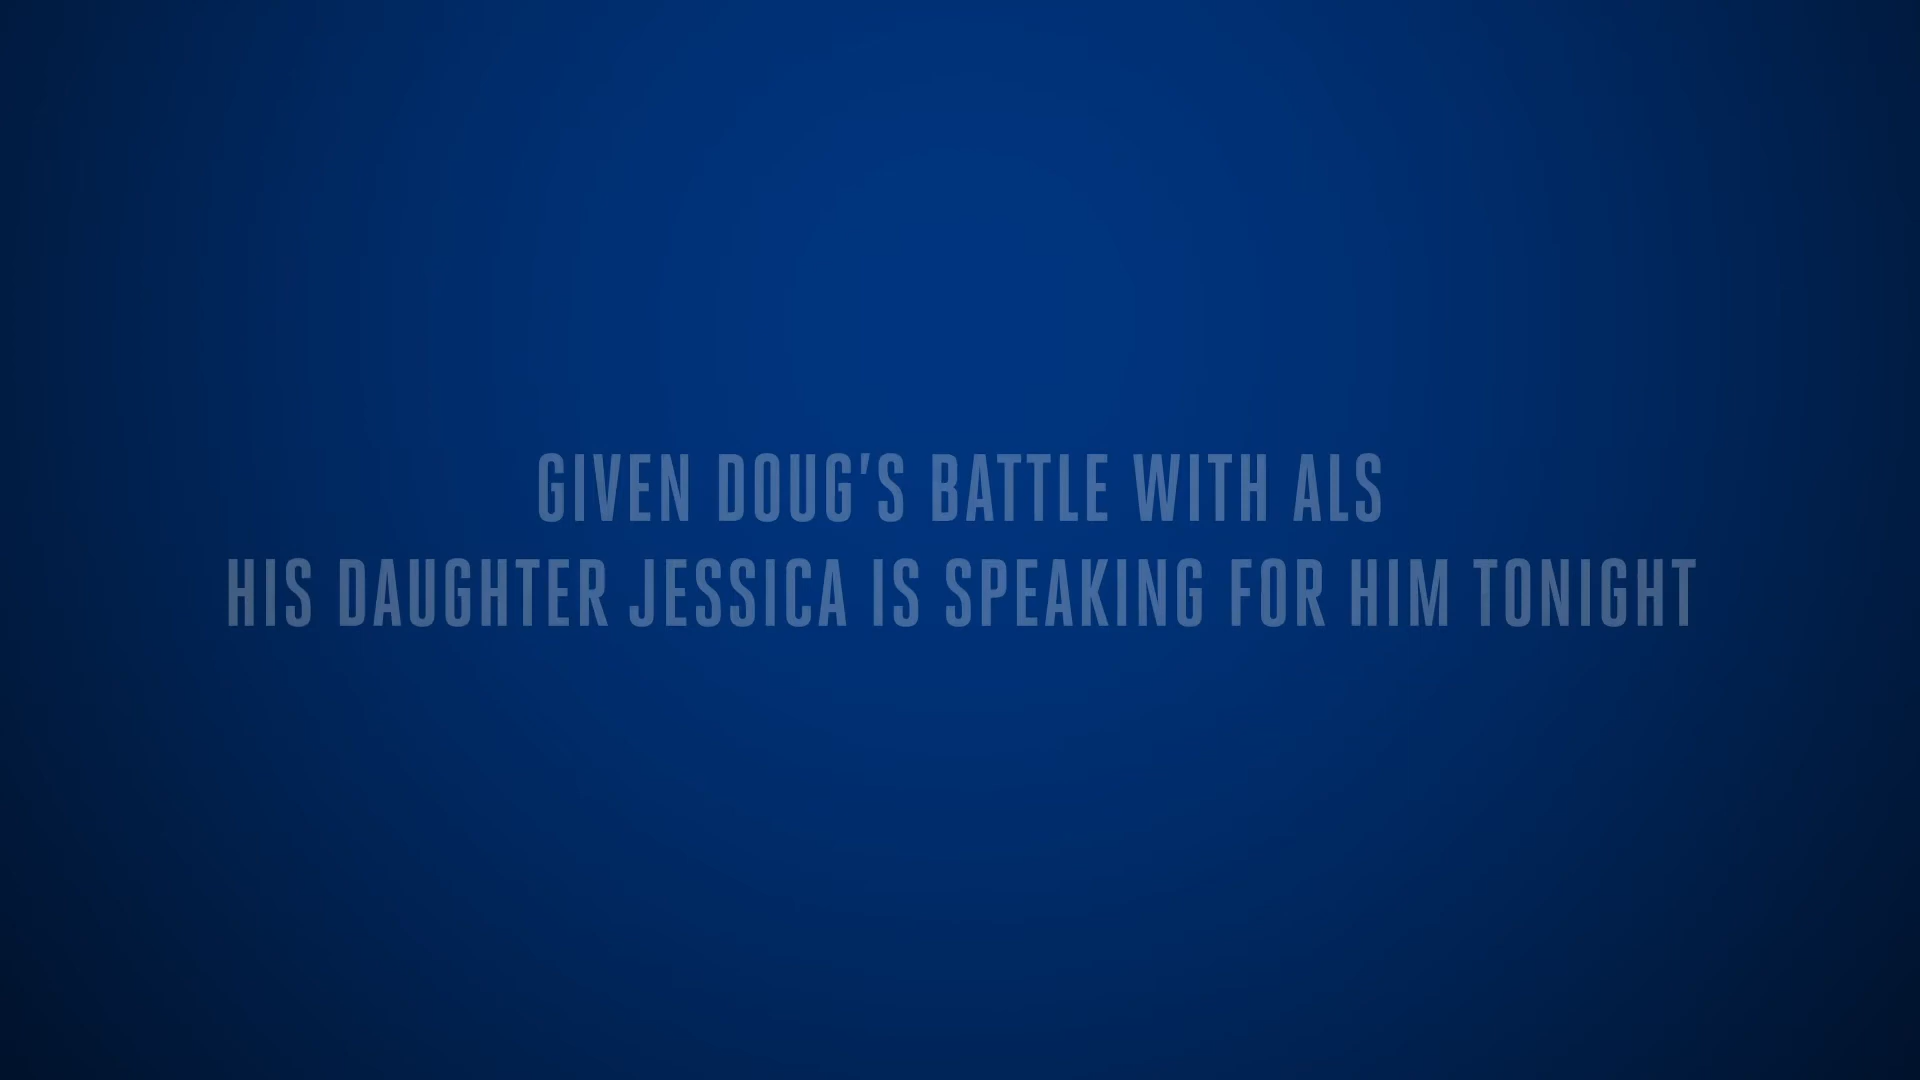 GIVEN DOUG'S BATTLE WITH ALS
HIS DAUGHTER JESSICA IS SPEAKING FOR HIM TONIGHT